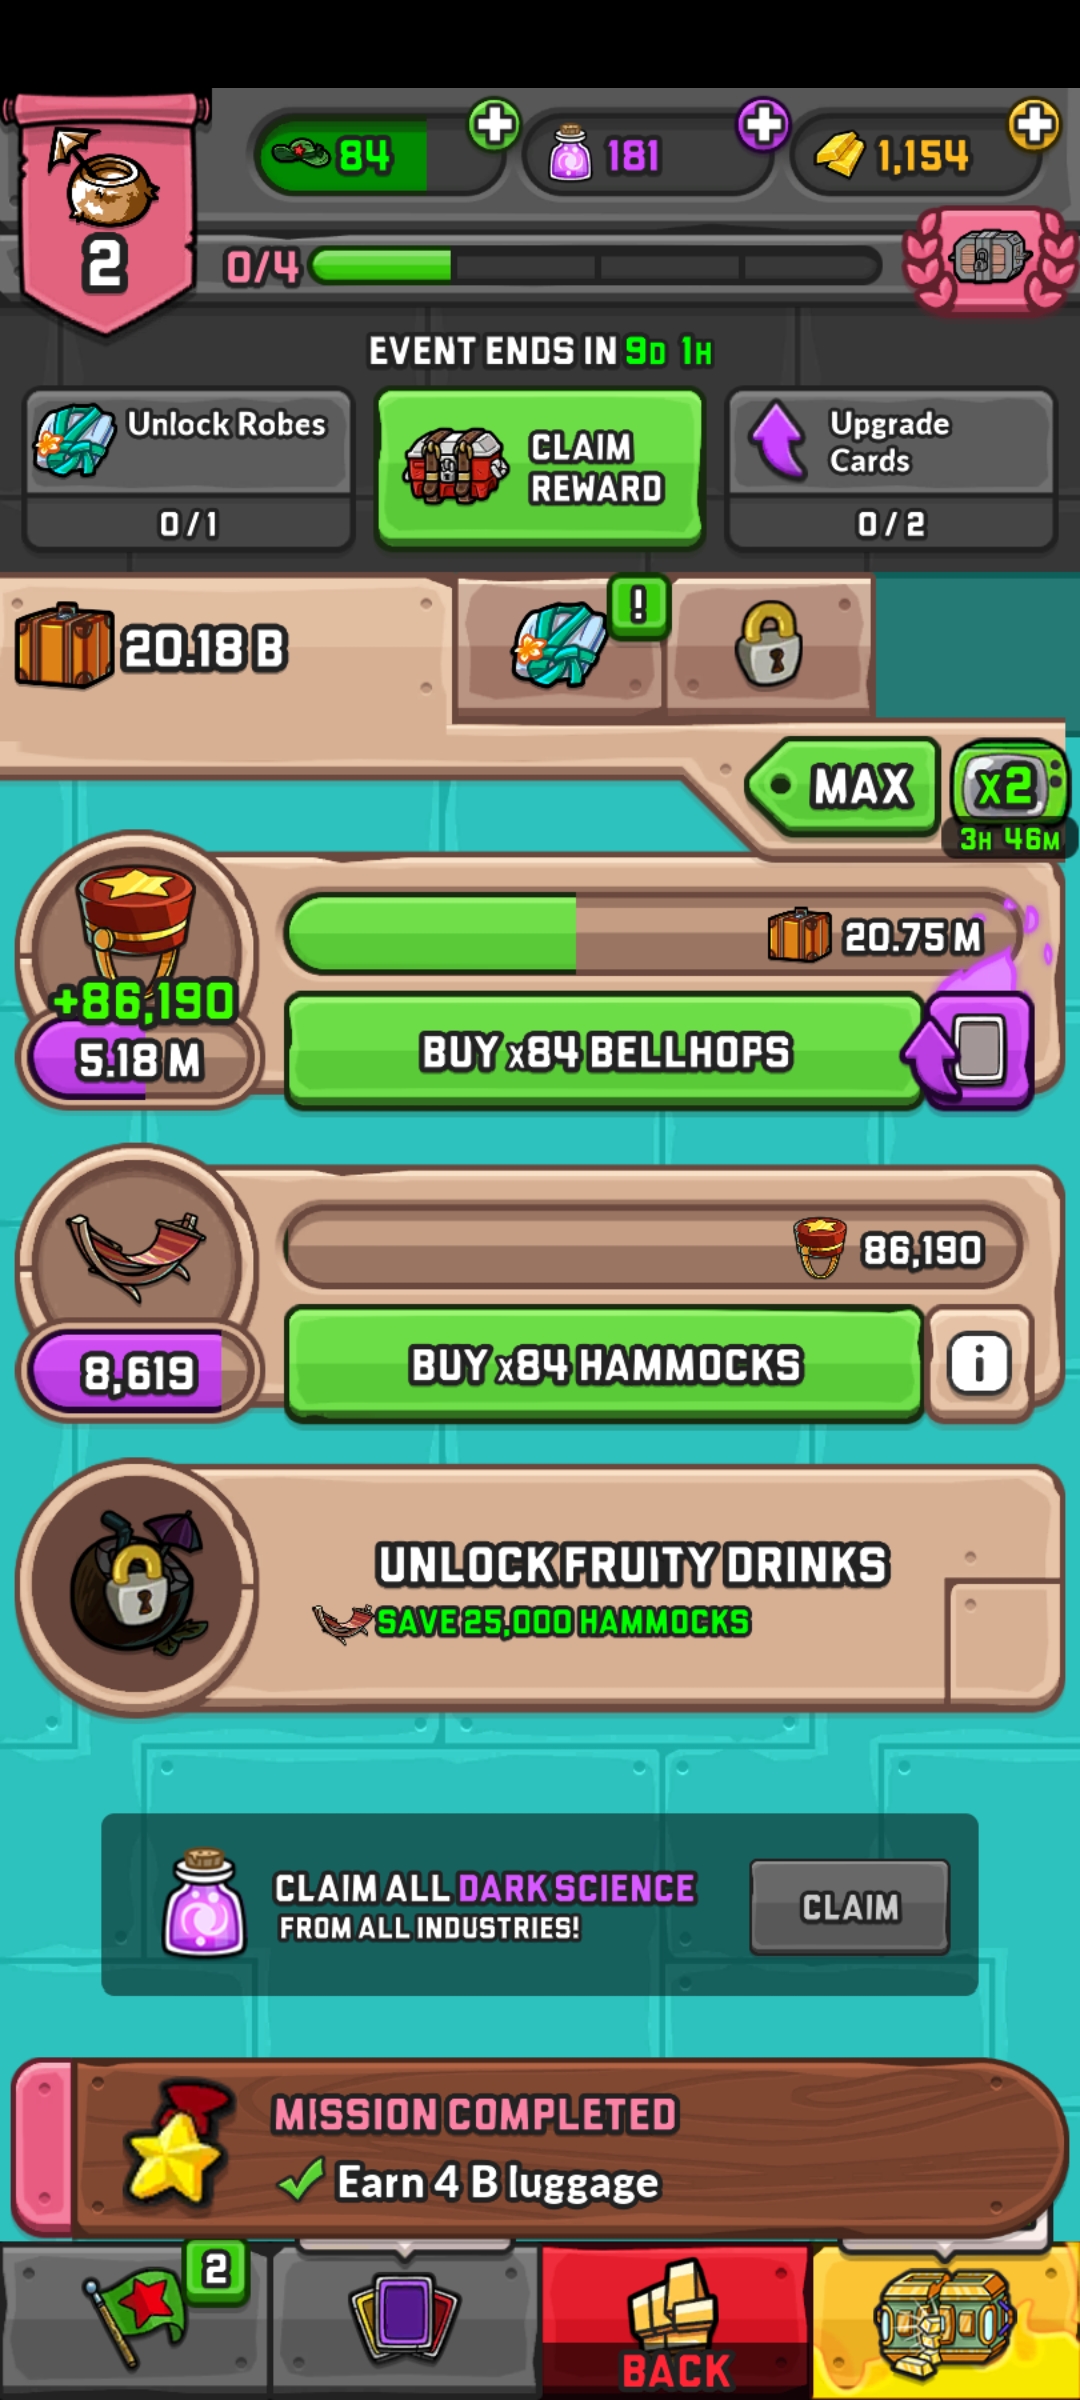 84
181
1,154
2
0/4
EVENT ENDS IN 9D 1H
Unlock Robes
0/1
CLAIM
REWARD
Upgrade
Cards
0/2
20.18 B
!
MAX
x2
3H 46M
20.75 M
+86,190
5.18 M
BUY x84 BELLHOPS
86,190
8,619
BUY x84 HAMMOCKS
i
UNLOCK FRUITY DRINKS
SAVE 25,000 HAMMOCKS
CLAIM ALL DARK SCIENCE
FROM ALL INDUSTRIES!
CLAIM
MISSION COMPLETED
Earn 4 B luggage
2
BACK